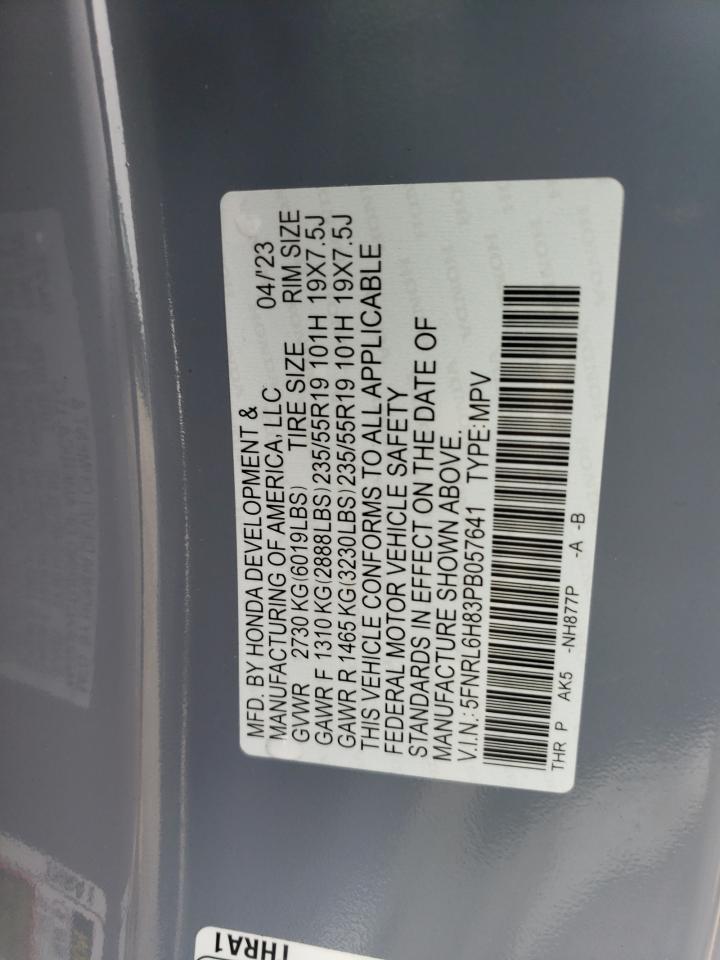 MFD. BY HONDA DEVELOPMENT &
MANUFACTURING OF AMERICA, LLC 04/'23
GVWR 2730 KG(6019LBS) TIRE SIZE RIM SIZE
GAWR F 1310 KG(2888LBS)235/55R19 101H 19X7.5J
GAWR R 1465 KG(3230LBS)235/55R19 101H 19X7.5J
THIS VEHICLE CONFORMS TO ALL APPLICABLE
FEDERAL MOTOR VEHICLE SAFETY
STANDARDS IN EFFECT ON THE DATE OF
MANUFACTURE SHOWN ABOVE.
V.I.N.: 5FNRL6H83PB057641 TYPE:MPV
THR P AK5 -NH877P -A -B
THRA1